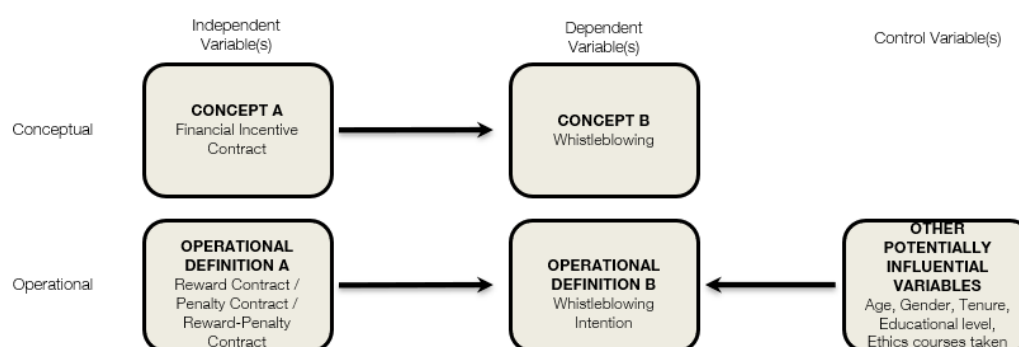 Independent
Variable(s)
Dependent
Variable(s)
Control Variable(s)
Conceptual
CONCEPT A
Financial Incentive
Contract
CONCEPT B
Whistleblowing
Operational
OPERATIONAL
DEFINITION A
Reward Contract /
Penalty Contract /
Reward-Penalty
Contract
OPERATIONAL
DEFINITION B
Whistleblowing
Intention
OTHER
POTENTIALLY
INFLUENTIAL
VARIABLES
Age, Gender, Tenure,
Educational level,
Ethics courses taken